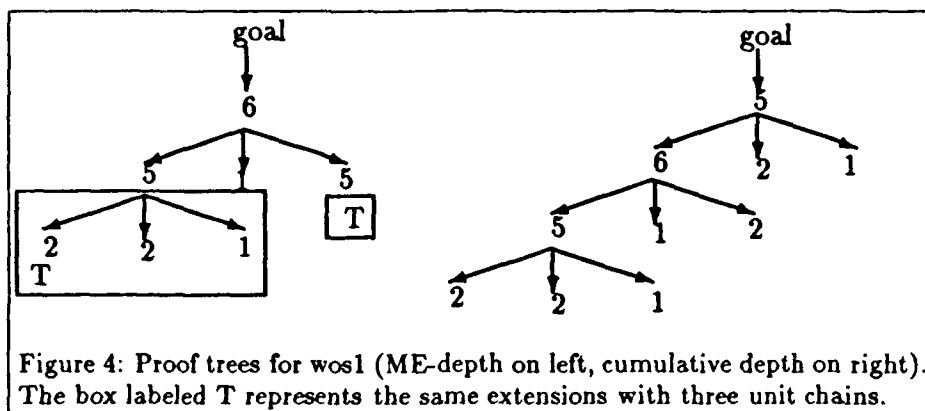 goal
6
5 5
T
2 2 1
T
goal
5
6 2 1
5 1 2
2 2 1
Figure 4: Proof trees for wos1 (ME-depth on left, cumulative depth on right).
The box labeled T represents the same extensions with three unit chains.